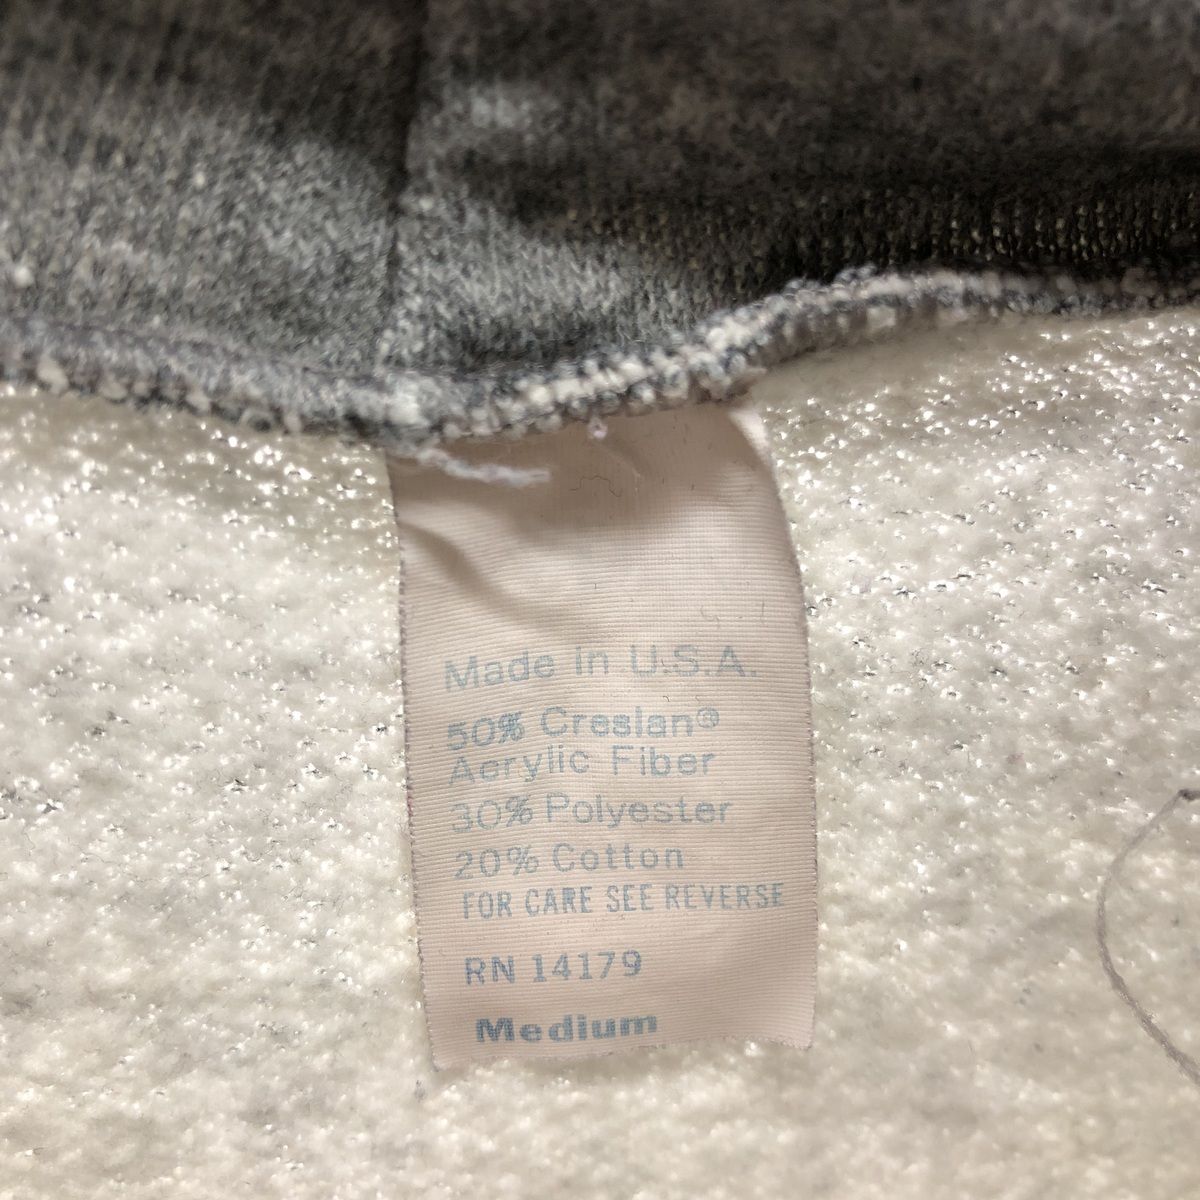 Made in U.S.A.
50% Creslan®
Acrylic Fiber
30% Polyester
20% Cotton
FOR CARE SEE REVERSE
RN 14179
Medium